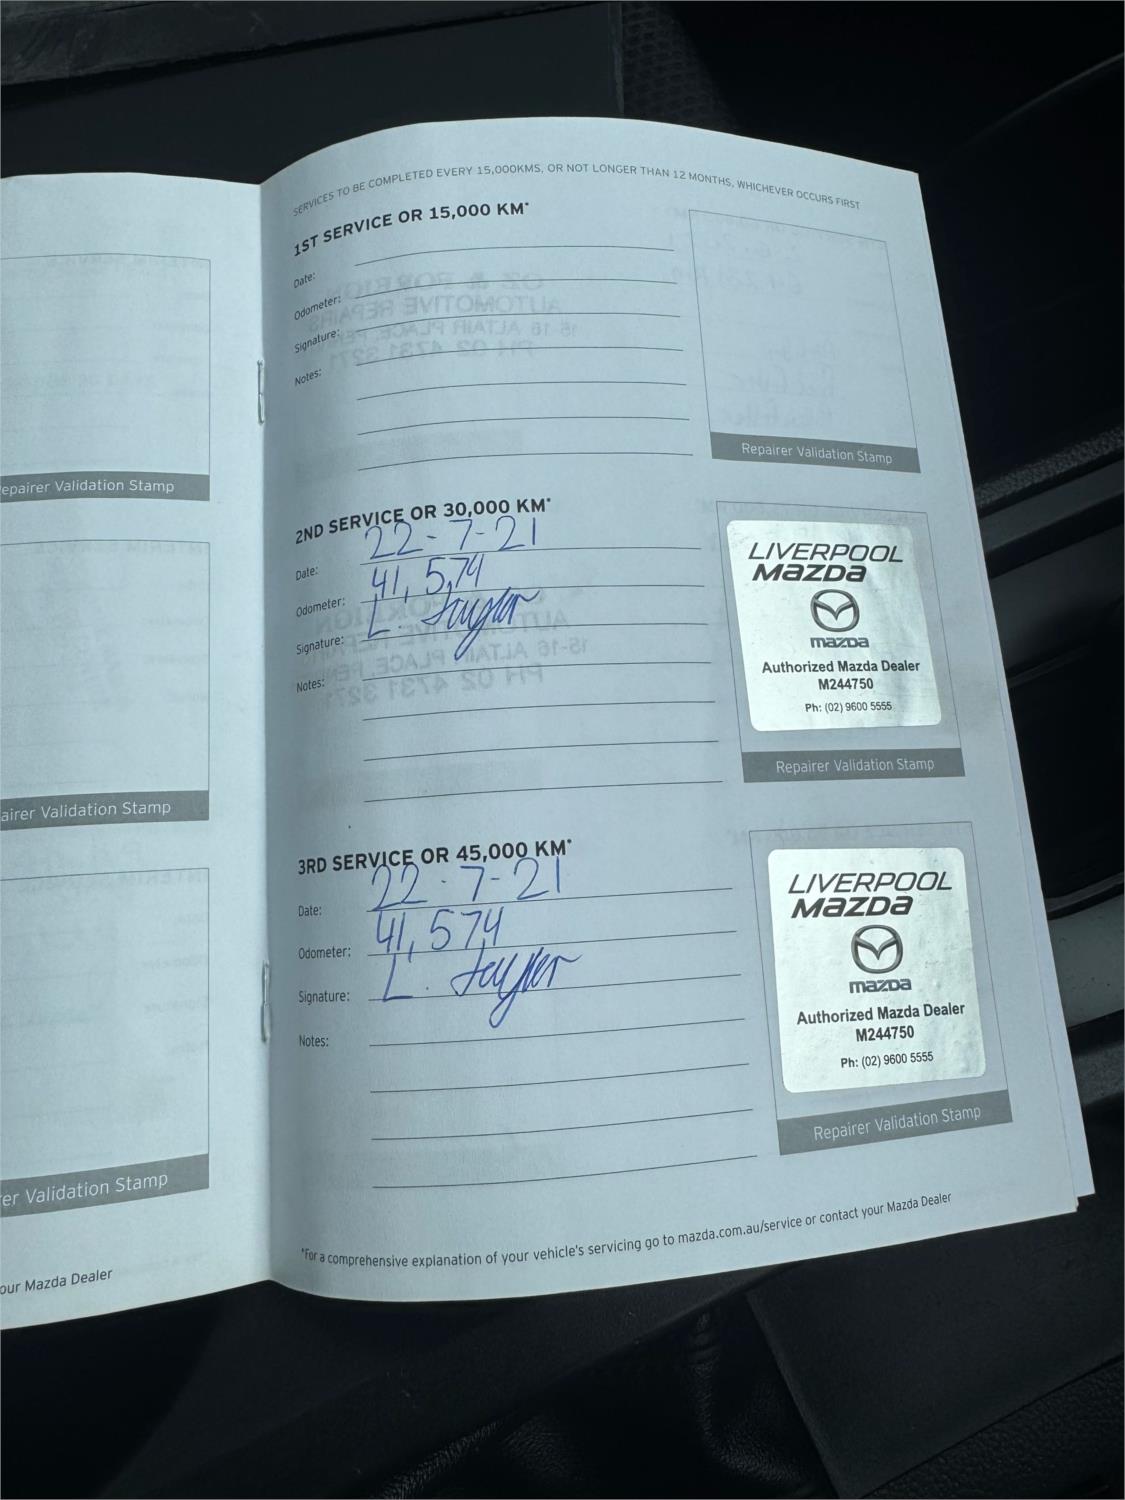 SERVICES TO BE COMPLETED EVERY 15,000KMS, OR NOT LONGER THAN 12 MONTHS, WHICHEVER OCCURS FIRST
1ST SERVICE OR 15,000 KM*
Date:
Odometer:
Signature:
Notes:
Repairer Validation Stamp
2ND SERVICE OR 30,000 KM*
Date: 22-7-21
Odometer: 41,574
Signature: L. Taylor
Notes:
LIVERPOOL
mazda
mazda
Authorized Mazda Dealer
M244750
Ph: (02) 9600 5555
Repairer Validation Stamp
3RD SERVICE OR 45,000 KM*
Date: 22-7-21
Odometer: 41,574
Signature: L. Taylor
Notes:
LIVERPOOL
mazda
mazda
Authorized Mazda Dealer
M244750
Ph: (02) 9600 5555
Repairer Validation Stamp
*For a comprehensive explanation of your vehicle's servicing go to mazda.com.au/service or contact your Mazda Dealer
epairer Validation Stamp
airer Validation Stamp
er Validation Stamp
our Mazda Dealer